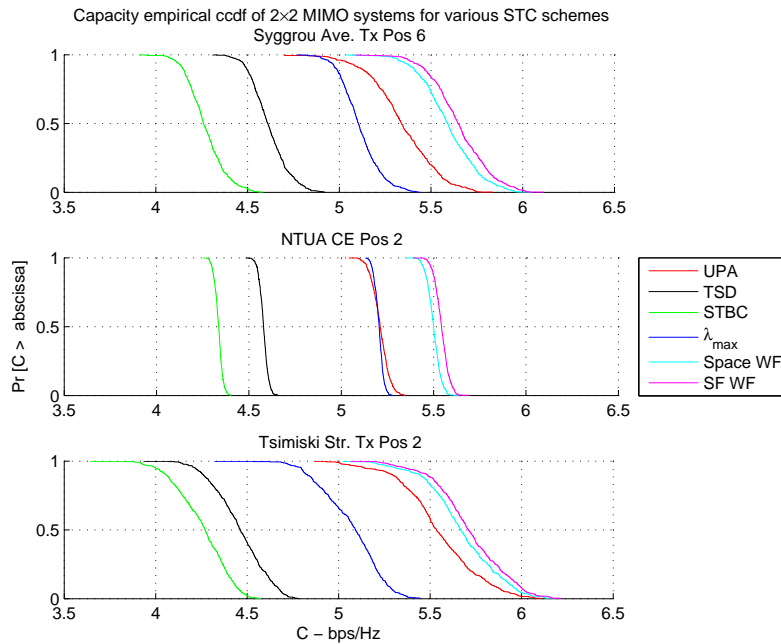 Capacity empirical ccdf of 2×2 MIMO systems for various STC schemes
Syggrou Ave. Tx Pos 6
1
0.5
0
3.5 4 4.5 5 5.5 6 6.5
NTUA CE Pos 2
1
0.5
0
3.5 4 4.5 5 5.5 6 6.5
Pr [C > abscissa]
UPA
TSD
STBC
λmax
Space WF
SF WF
Tsimiski Str. Tx Pos 2
1
0.5
0
3.5 4 4.5 5 5.5 6 6.5
C − bps/Hz